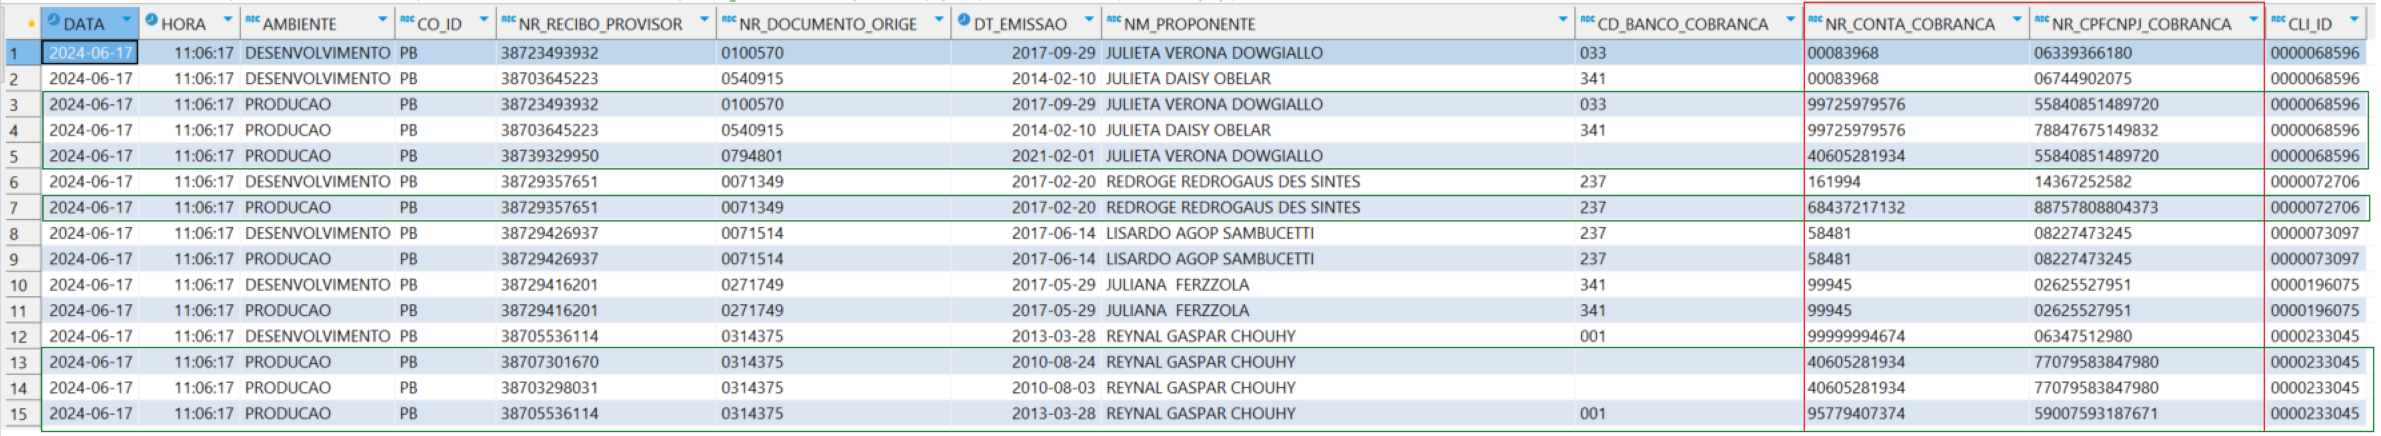 DATA HORA ABC AMBIENTE ABC CO_ID ABC NR_RECIBO_PROVISOR ABC NR_DOCUMENTO_ORIGE DT_EMISSAO ABC NM_PROPONENTE ABC CD_BANCO_COBRANCA ABC NR_CONTA_COBRANCA ABC NR_CPFCNPJ_COBRANCA ABC CLI_ID
1 2024-06-17 11:06:17 DESENVOLVIMENTO PB 38723493932 0100570 2017-09-29 JULIETA VERONA DOWGIALLO 033 00083968 06339366180 0000068596
2 2024-06-17 11:06:17 DESENVOLVIMENTO PB 38703645223 0540915 2014-02-10 JULIETA DAISY OBELAR 341 00083968 06744902075 0000068596
3 2024-06-17 11:06:17 PRODUCAO PB 38723493932 0100570 2017-09-29 JULIETA VERONA DOWGIALLO 033 99725979576 55840851489720 0000068596
4 2024-06-17 11:06:17 PRODUCAO PB 38703645223 0540915 2014-02-10 JULIETA DAISY OBELAR 341 99725979576 78847675149832 0000068596
5 2024-06-17 11:06:17 PRODUCAO PB 38739329950 0794801 2021-02-01 JULIETA VERONA DOWGIALLO 40605281934 55840851489720 0000068596
6 2024-06-17 11:06:17 DESENVOLVIMENTO PB 38729357651 0071349 2017-02-20 REDROGE REDROGAUS DES SINTES 237 161994 14367252582 0000072706
7 2024-06-17 11:06:17 PRODUCAO PB 38729357651 0071349 2017-02-20 REDROGE REDROGAUS DES SINTES 237 68437217132 88757808804373 0000072706
8 2024-06-17 11:06:17 DESENVOLVIMENTO PB 38729426937 0071514 2017-06-14 LISARDO AGOP SAMBUCETTI 237 58481 08227473245 0000073097
9 2024-06-17 11:06:17 PRODUCAO PB 38729426937 0071514 2017-06-14 LISARDO AGOP SAMBUCETTI 237 58481 08227473245 0000073097
10 2024-06-17 11:06:17 DESENVOLVIMENTO PB 38729416201 0271749 2017-05-29 JULIANA FERZZOLA 341 99945 02625527951 0000196075
11 2024-06-17 11:06:17 PRODUCAO PB 38729416201 0271749 2017-05-29 JULIANA FERZZOLA 341 99945 02625527951 0000196075
12 2024-06-17 11:06:17 DESENVOLVIMENTO PB 38705536114 0314375 2013-03-28 REYNAL GASPAR CHOUHY 001 99999994674 06347512980 0000233045
13 2024-06-17 11:06:17 PRODUCAO PB 38707301670 0314375 2010-08-24 REYNAL GASPAR CHOUHY 40605281934 77079583847980 0000233045
14 2024-06-17 11:06:17 PRODUCAO PB 38703298031 0314375 2010-08-03 REYNAL GASPAR CHOUHY 40605281934 77079583847980 0000233045
15 2024-06-17 11:06:17 PRODUCAO PB 38705536114 0314375 2013-03-28 REYNAL GASPAR CHOUHY 001 95779407374 59007593187671 0000233045